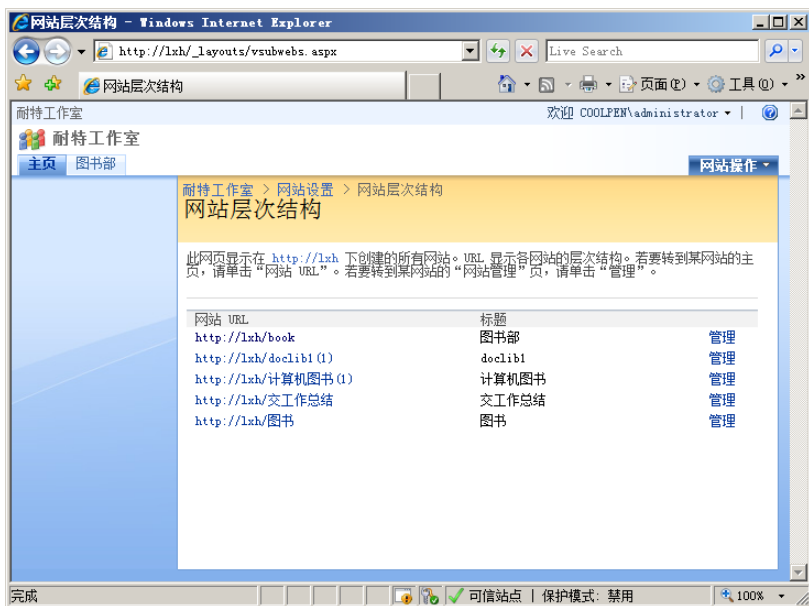 网站层次结构 - Windows Internet Explorer
http://lxh/_layouts/vsubwebs.aspx
Live Search
网站层次结构
页面(P)
工具(O)
»
耐特工作室
欢迎 COOLPEN\administrator
耐特工作室
主页 图书部
网站操作
耐特工作室 > 网站设置 > 网站层次结构
网站层次结构
此网页显示在 http://lxh 下创建的所有网站。URL 显示各网站的层次结构。若要转到某网站的主
页，请单击“网站 URL”。若要转到某网站的“网站管理”页，请单击“管理”。
网站 URL 标题
http://lxh/book 图书部 管理
http://lxh/doclib1(1) doclib1 管理
http://lxh/计算机图书(1) 计算机图书 管理
http://lxh/交工作总结 交工作总结 管理
http://lxh/图书 图书 管理
完成
可信站点 | 保护模式: 禁用
100%